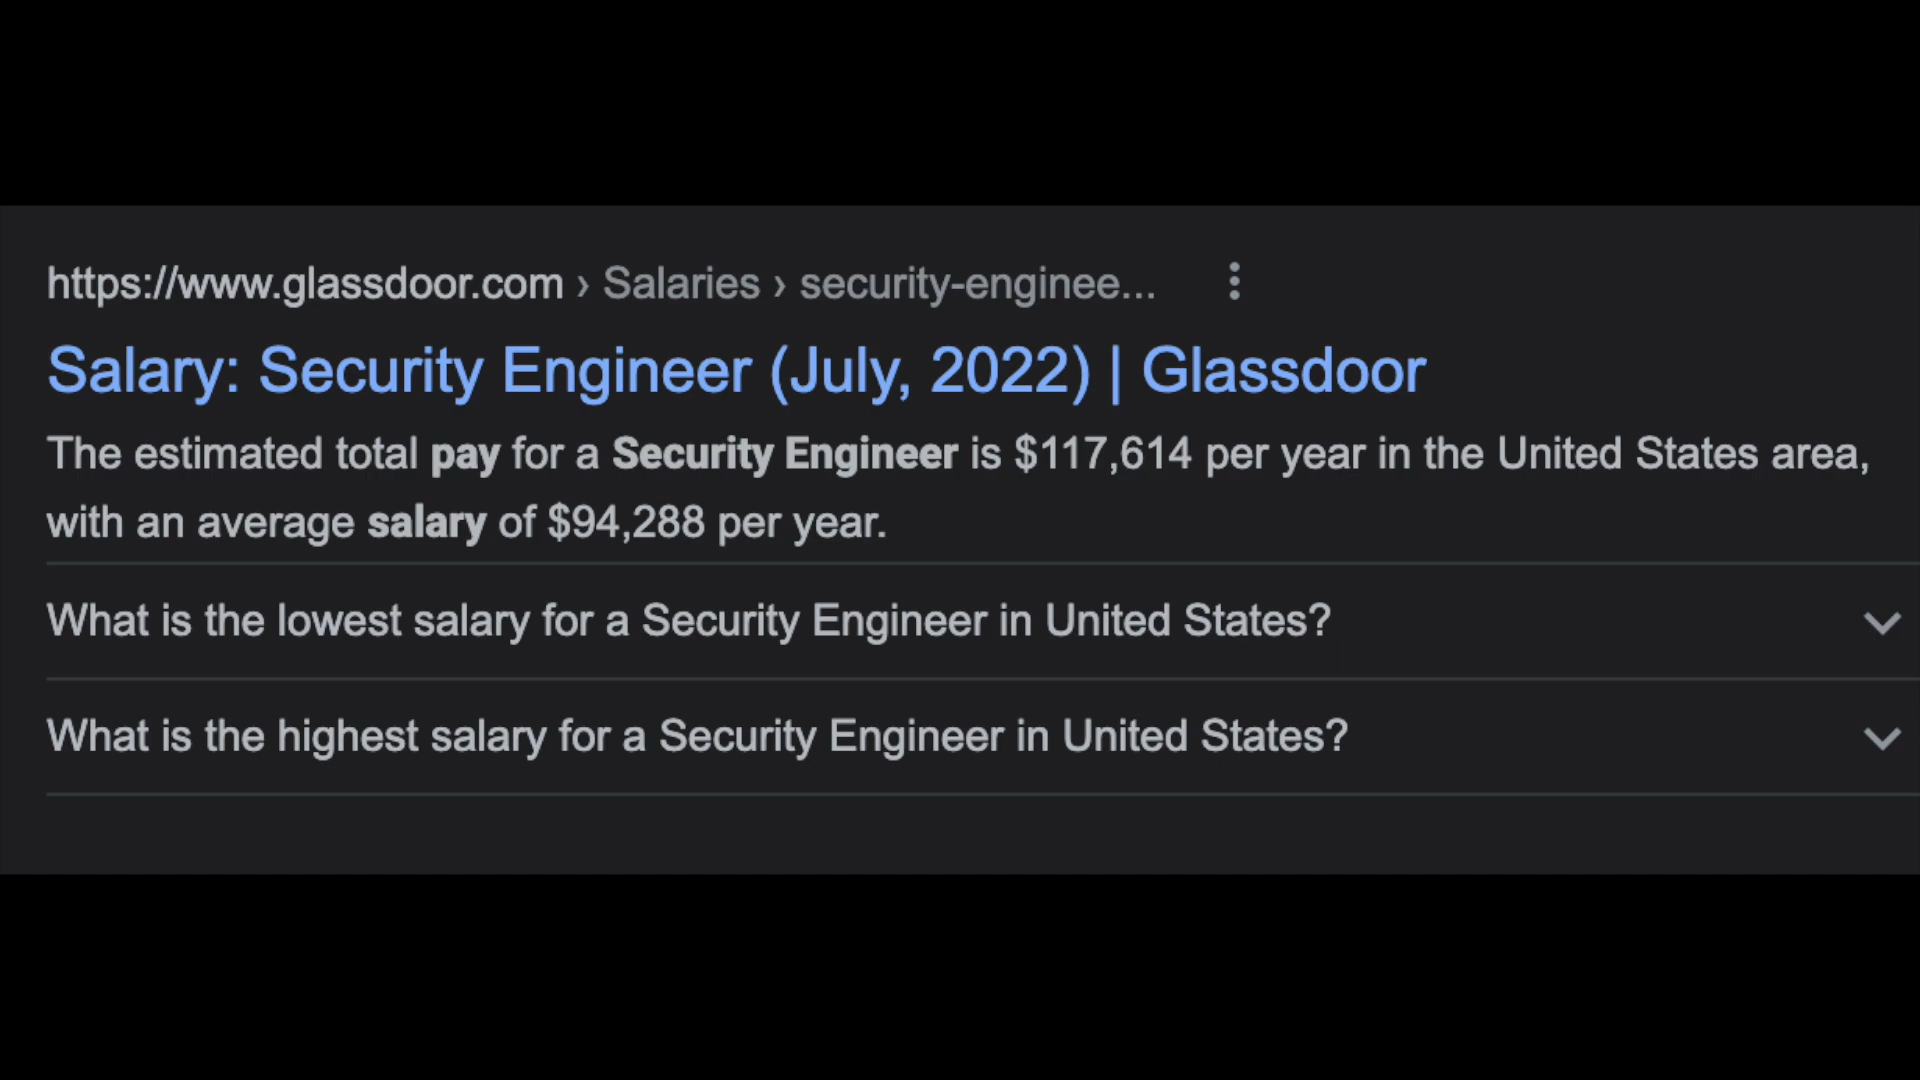 https://www.glassdoor.com › Salaries › security-enginee...
Salary: Security Engineer (July, 2022) | Glassdoor
The estimated total pay for a Security Engineer is $117,614 per year in the United States area,
with an average salary of $94,288 per year.
What is the lowest salary for a Security Engineer in United States?
What is the highest salary for a Security Engineer in United States?